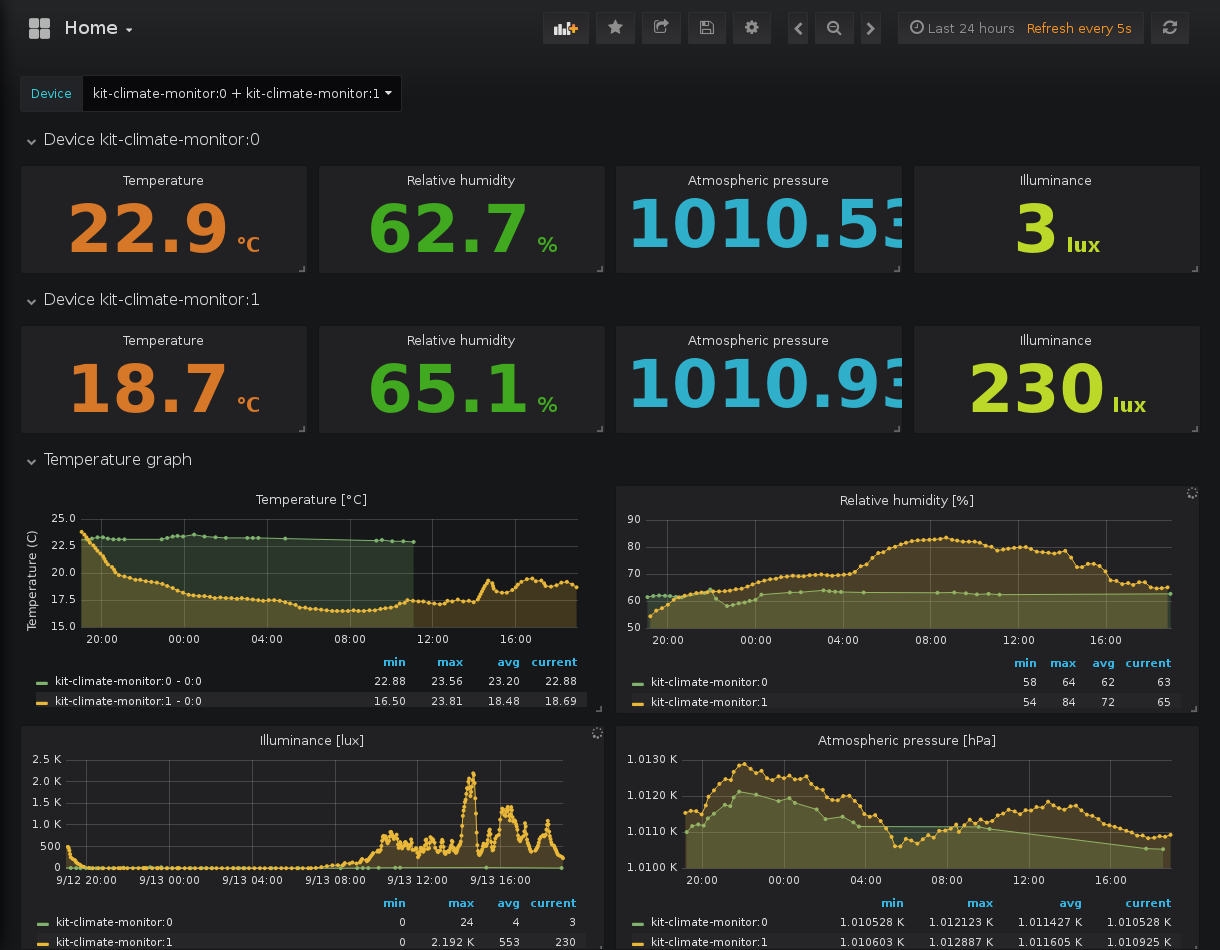 Home
Last 24 hours Refresh every 5s
Device kit-climate-monitor:0 + kit-climate-monitor:1
Device kit-climate-monitor:0
Temperature Relative humidity Atmospheric pressure Illuminance
22.9 °C 62.7 % 1010.53 3 lux
Device kit-climate-monitor:1
Temperature Relative humidity Atmospheric pressure Illuminance
18.7 °C 65.1 % 1010.93 230 lux
Temperature graph
Temperature [°C]
Temperature (C)
25.0
22.5
20.0
17.5
15.0
20:00 00:00 04:00 08:00 12:00 16:00
min max avg current
kit-climate-monitor:0 - 0:0 22.88 23.56 23.20 22.88
kit-climate-monitor:1 - 0:0 16.50 23.81 18.48 18.69
Relative humidity [%]
90
80
70
60
50
20:00 00:00 04:00 08:00 12:00 16:00
min max avg current
kit-climate-monitor:0 58 64 62 63
kit-climate-monitor:1 54 84 72 65
Illuminance [lux]
2.5 K
2.0 K
1.5 K
1.0 K
500
0
9/12 20:00 9/13 00:00 9/13 04:00 9/13 08:00 9/13 12:00 9/13 16:00
min max avg current
kit-climate-monitor:0 0 24 4 3
kit-climate-monitor:1 0 2.192 K 553 230
Atmospheric pressure [hPa]
1.0130 K
1.0120 K
1.0110 K
1.0100 K
20:00 00:00 04:00 08:00 12:00 16:00
min max avg current
kit-climate-monitor:0 1.010528 K 1.012123 K 1.011427 K 1.010528 K
kit-climate-monitor:1 1.010603 K 1.012887 K 1.011605 K 1.010925 K